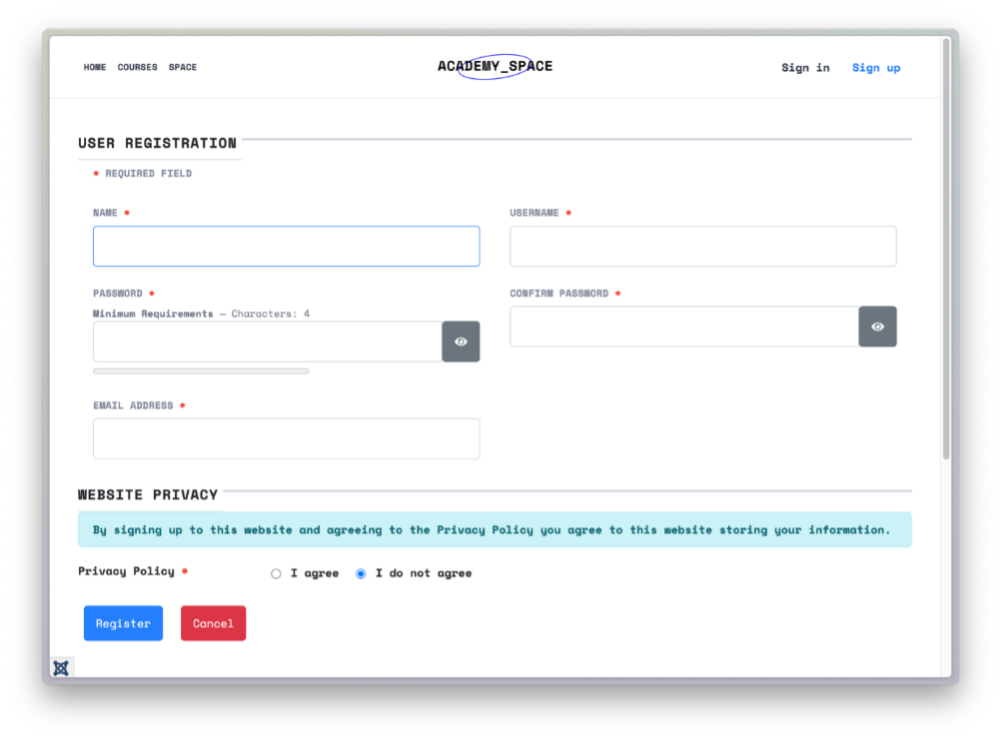 HOME COURSES SPACE
ACADEMY_SPACE
Sign in Sign up
USER REGISTRATION
* REQUIRED FIELD
NAME *
USERNAME *
PASSWORD *
Minimum Requirements — Characters: 4
CONFIRM PASSWORD *
EMAIL ADDRESS *
WEBSITE PRIVACY
By signing up to this website and agreeing to the Privacy Policy you agree to this website storing your information.
Privacy Policy * I agree I do not agree
Register Cancel